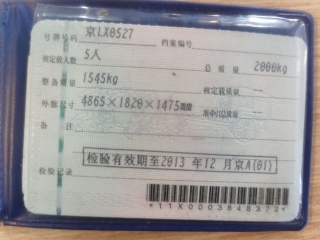 号牌号码 京LX0527 档案编号
核定载人数 5人 总质量 2000kg
整备质量 1545kg 核定载质量 --
外廓尺寸 4865×1820×1475mm 准牵引总质量 --
备注
检验有效期至2013年12月京A(01)
检验记录
*11X0003848372*